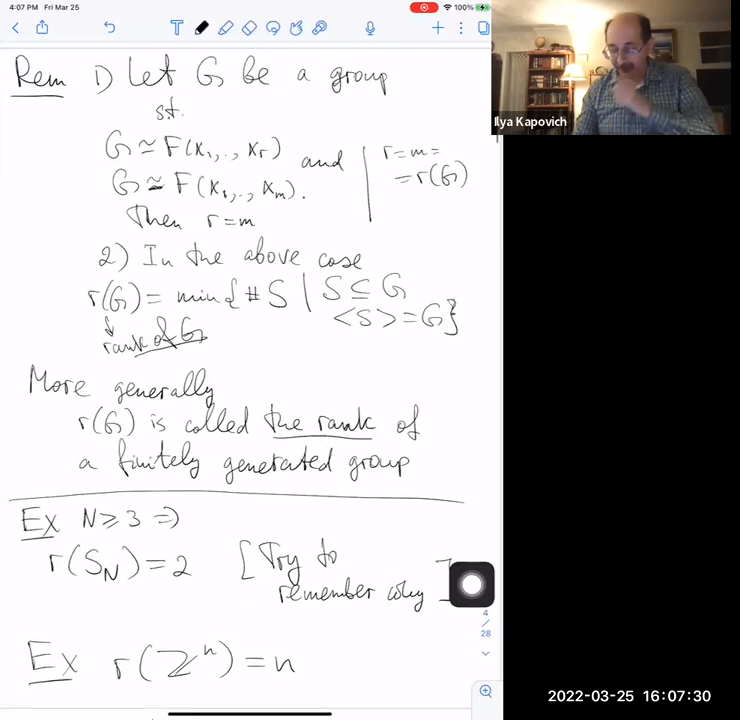 4:07 PM Fri Mar 25
100%
Rem 1) Let G be a group
st.
G ≃ F(x₁,..,xᵣ) and
G ≃ F(x₁,..,xₘ).
Then r=m
r=m=
=r(G)
2) In the above case
r(G) = min{ # S | S ⊆ G
<S> = G}
rank of G
More generally
r(G) is called the rank of
a finitely generated group
Ex N ≥ 3 ⇒
r(S_N) = 2 [Try to
remember why ]
Ex r(ℤⁿ) = n
Ilya Kapovich
4
/
28
2022-03-25 16:07:30